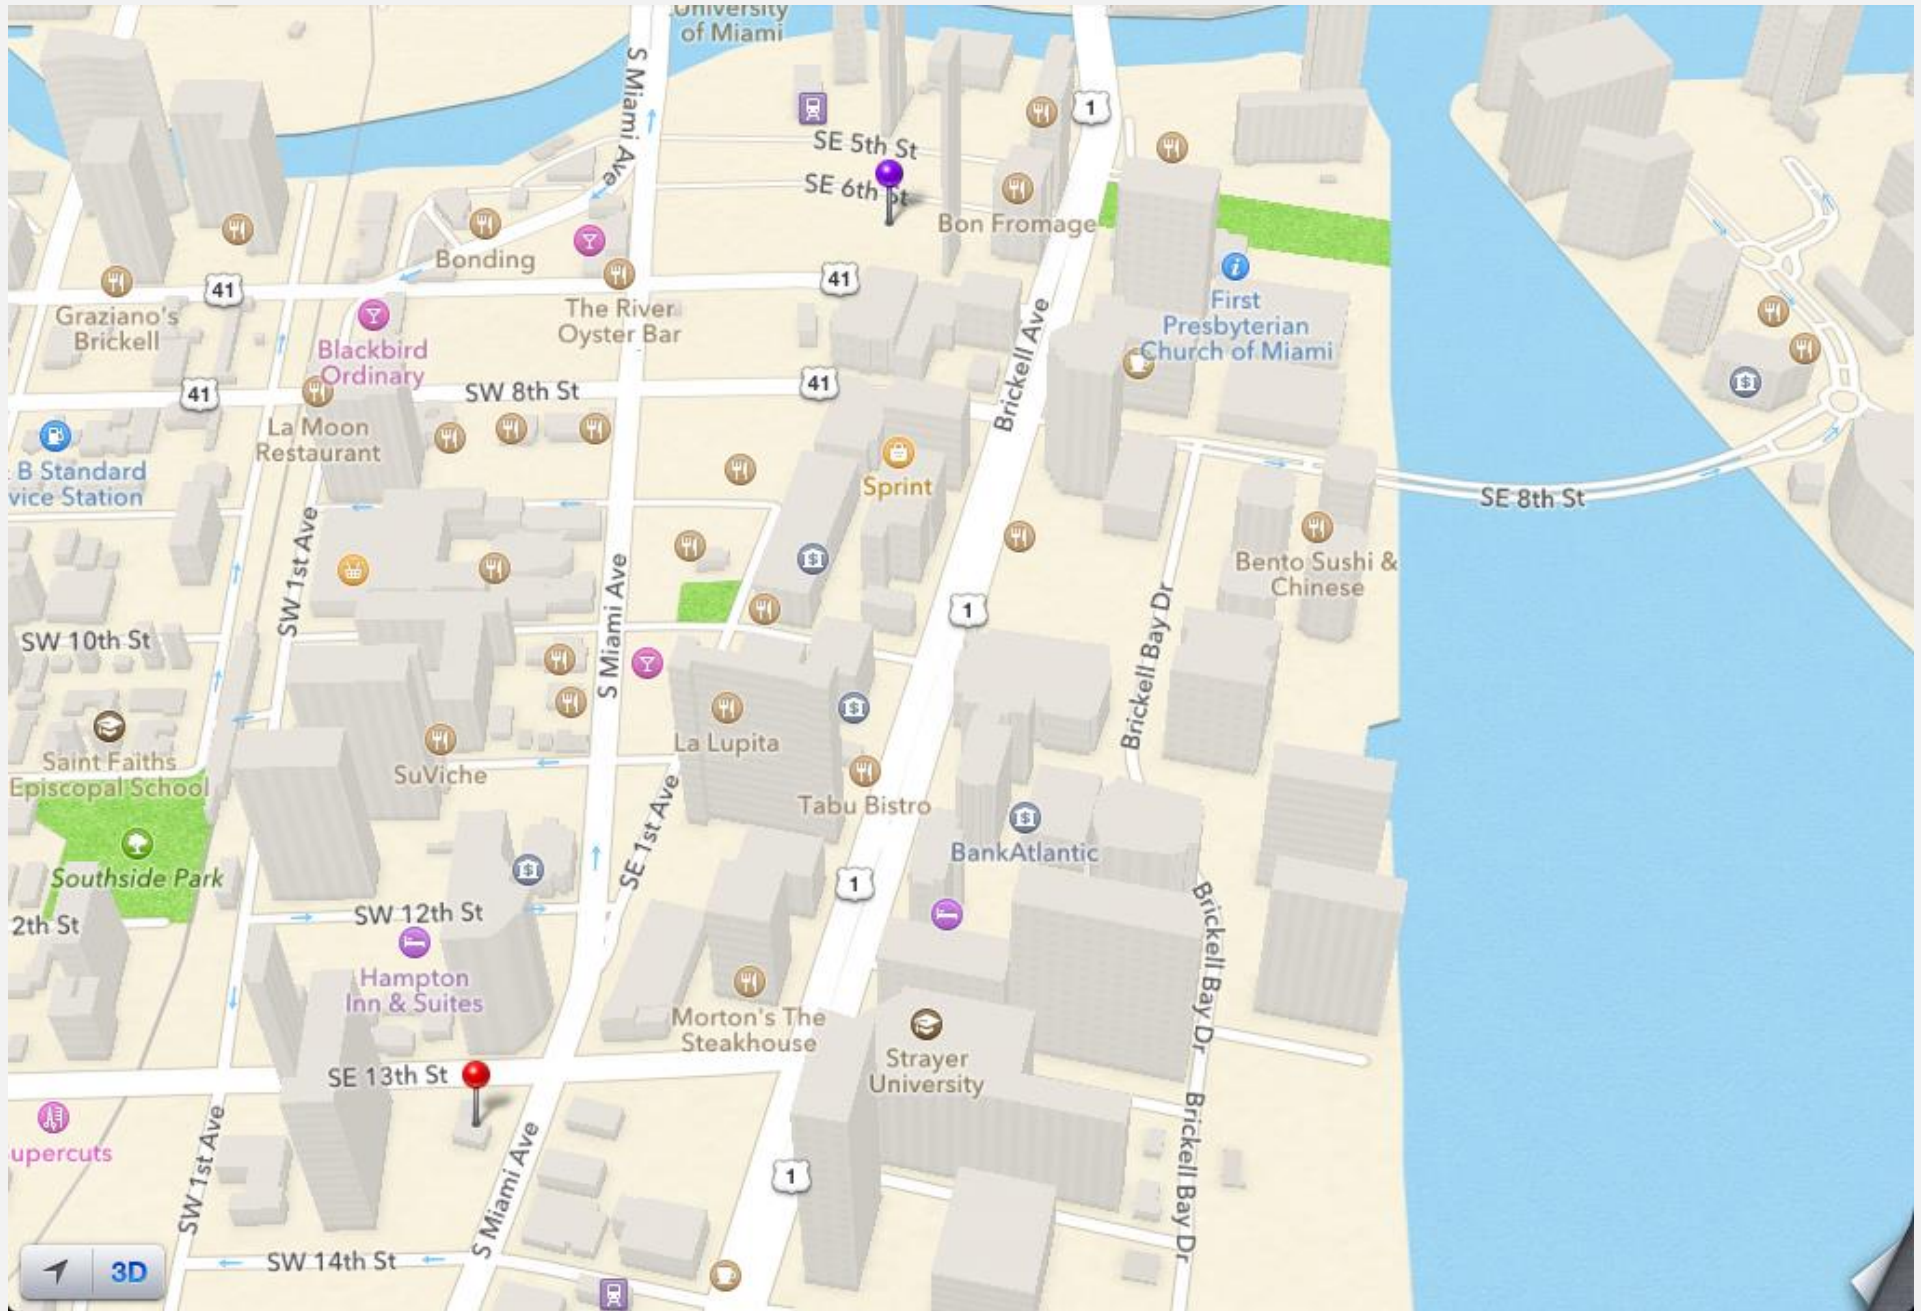 University
of Miami
S Miami Ave
1
SE 5th St
SE 6th St
Bon Fromage
Bonding
41
41
First
Presbyterian
Church of Miami
Graziano's
Brickell
The River
Oyster Bar
Blackbird
Ordinary
Brickell Ave
41
SW 8th St
41
La Moon
Restaurant
B Standard
vice Station
Sprint
SE 8th St
SW 1st Ave
Bento Sushi &
Chinese
S Miami Ave
1
Brickell Bay Dr
SW 10th St
La Lupita
Saint Faiths
Episcopal School
SuViche
Tabu Bistro
SE 1st Ave
BankAtlantic
Southside Park
1
2th St
SW 12th St
Brickell Bay Dr
Hampton
Inn & Suites
Morton's The
Steakhouse
Strayer
University
SE 13th St
upercuts
SW 1st Ave
S Miami Ave
1
Brickell Bay Dr
SW 14th St
3D